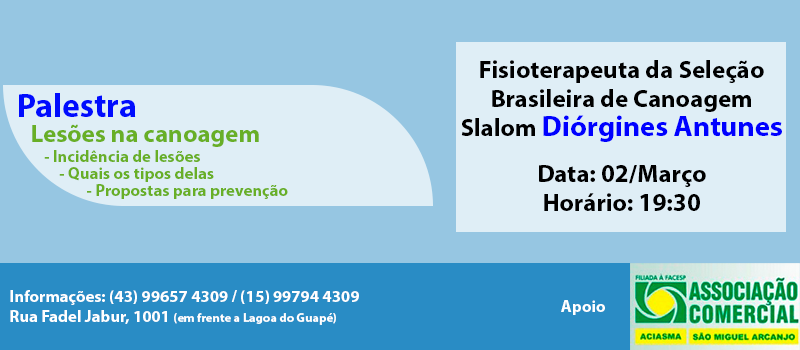 Palestra
Lesões na canoagem
- Incidência de lesões
- Quais os tipos delas
- Propostas para prevenção
Fisioterapeuta da Seleção
Brasileira de Canoagem
Slalom Diórgines Antunes
Data: 02/Março
Horário: 19:30
Informações: (43) 99657 4309 / (15) 99794 4309
Rua Fadel Jabur, 1001 (em frente a Lagoa do Guapé)
Apoio
FILIADA À FACESP
ASSOCIAÇÃO
COMERCIAL
ACIASMA SÃO MIGUEL ARCANJO